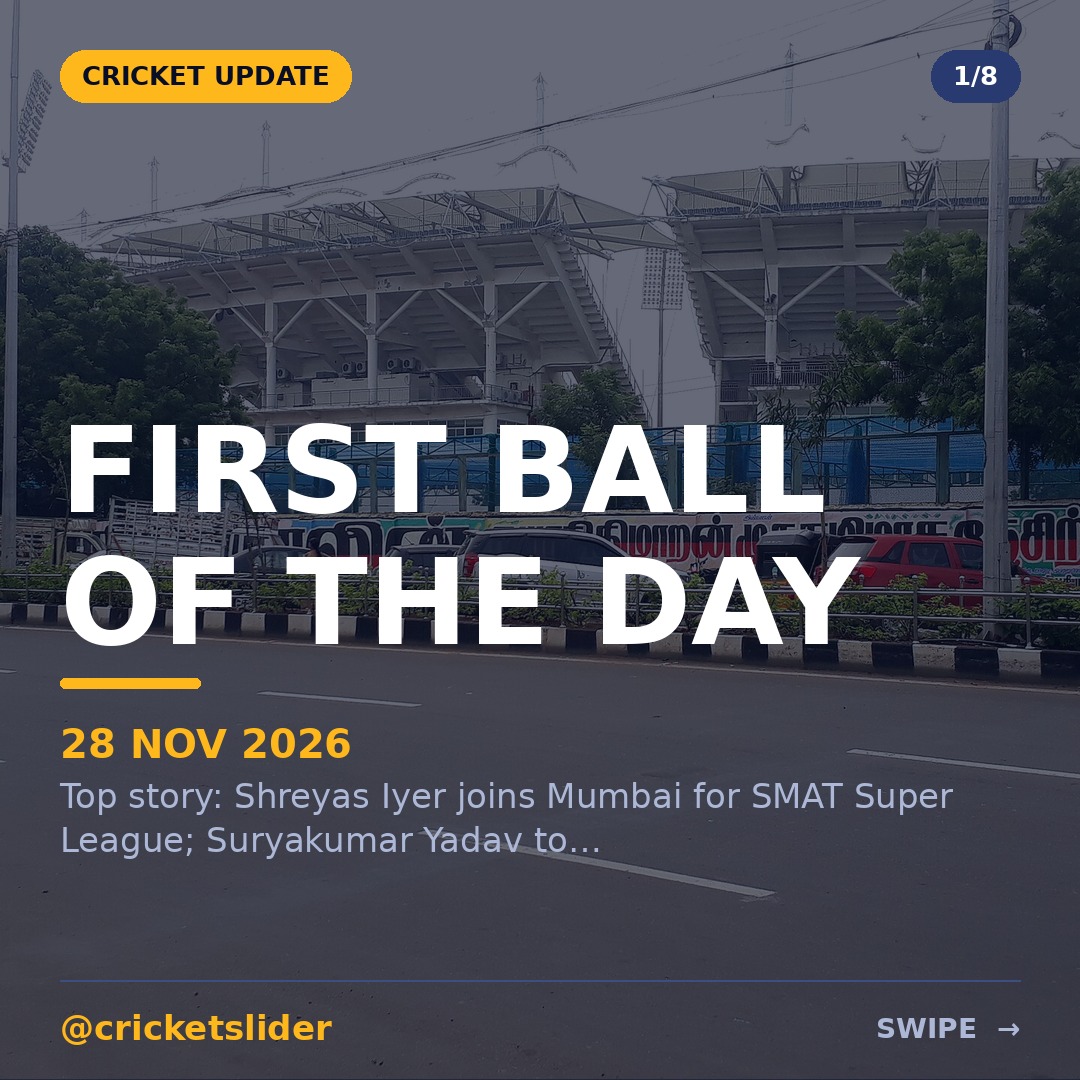 CRICKET UPDATE
1/8
FIRST BALL
OF THE DAY
28 NOV 2026
Top story: Shreyas Iyer joins Mumbai for SMAT Super
League; Suryakumar Yadav to...
@cricketslider
SWIPE →